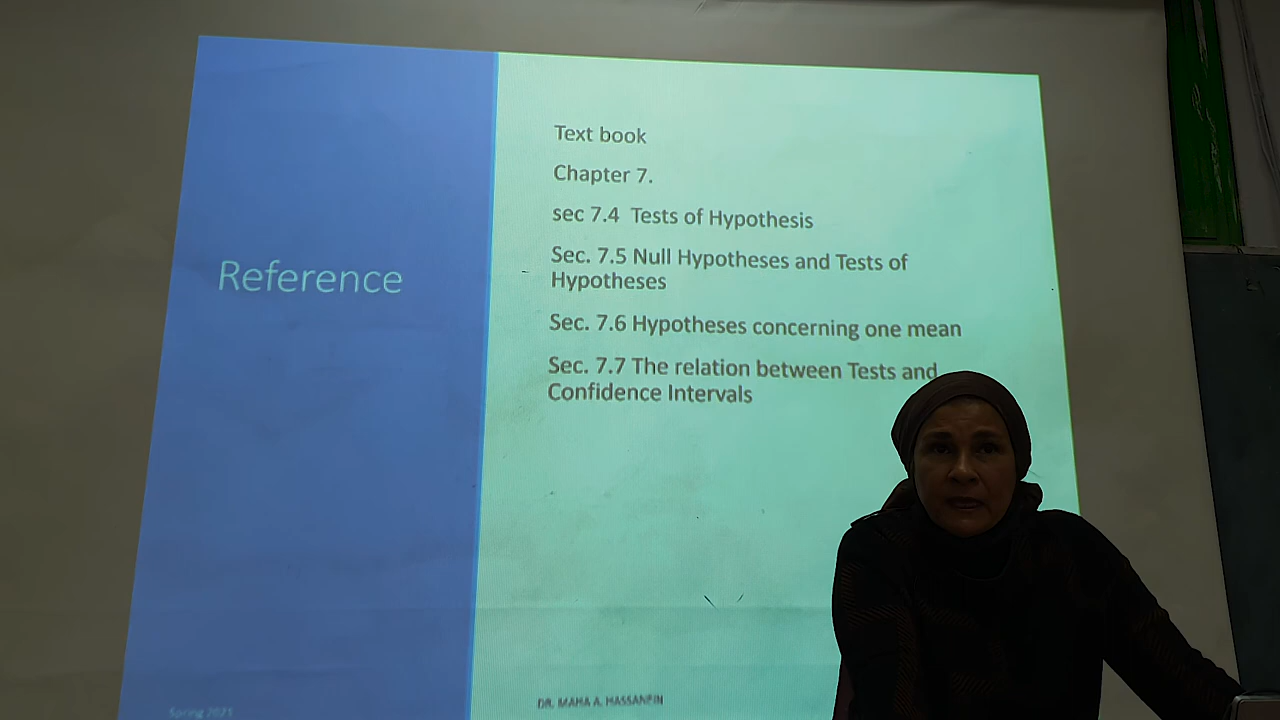 Reference
Text book
Chapter 7.
sec 7.4 Tests of Hypothesis
Sec. 7.5 Null Hypotheses and Tests of
Hypotheses
Sec. 7.6 Hypotheses concerning one mean
Sec. 7.7 The relation between Tests and
Confidence Intervals
Spring 2021
DR. MAHA A. HASSANEIN